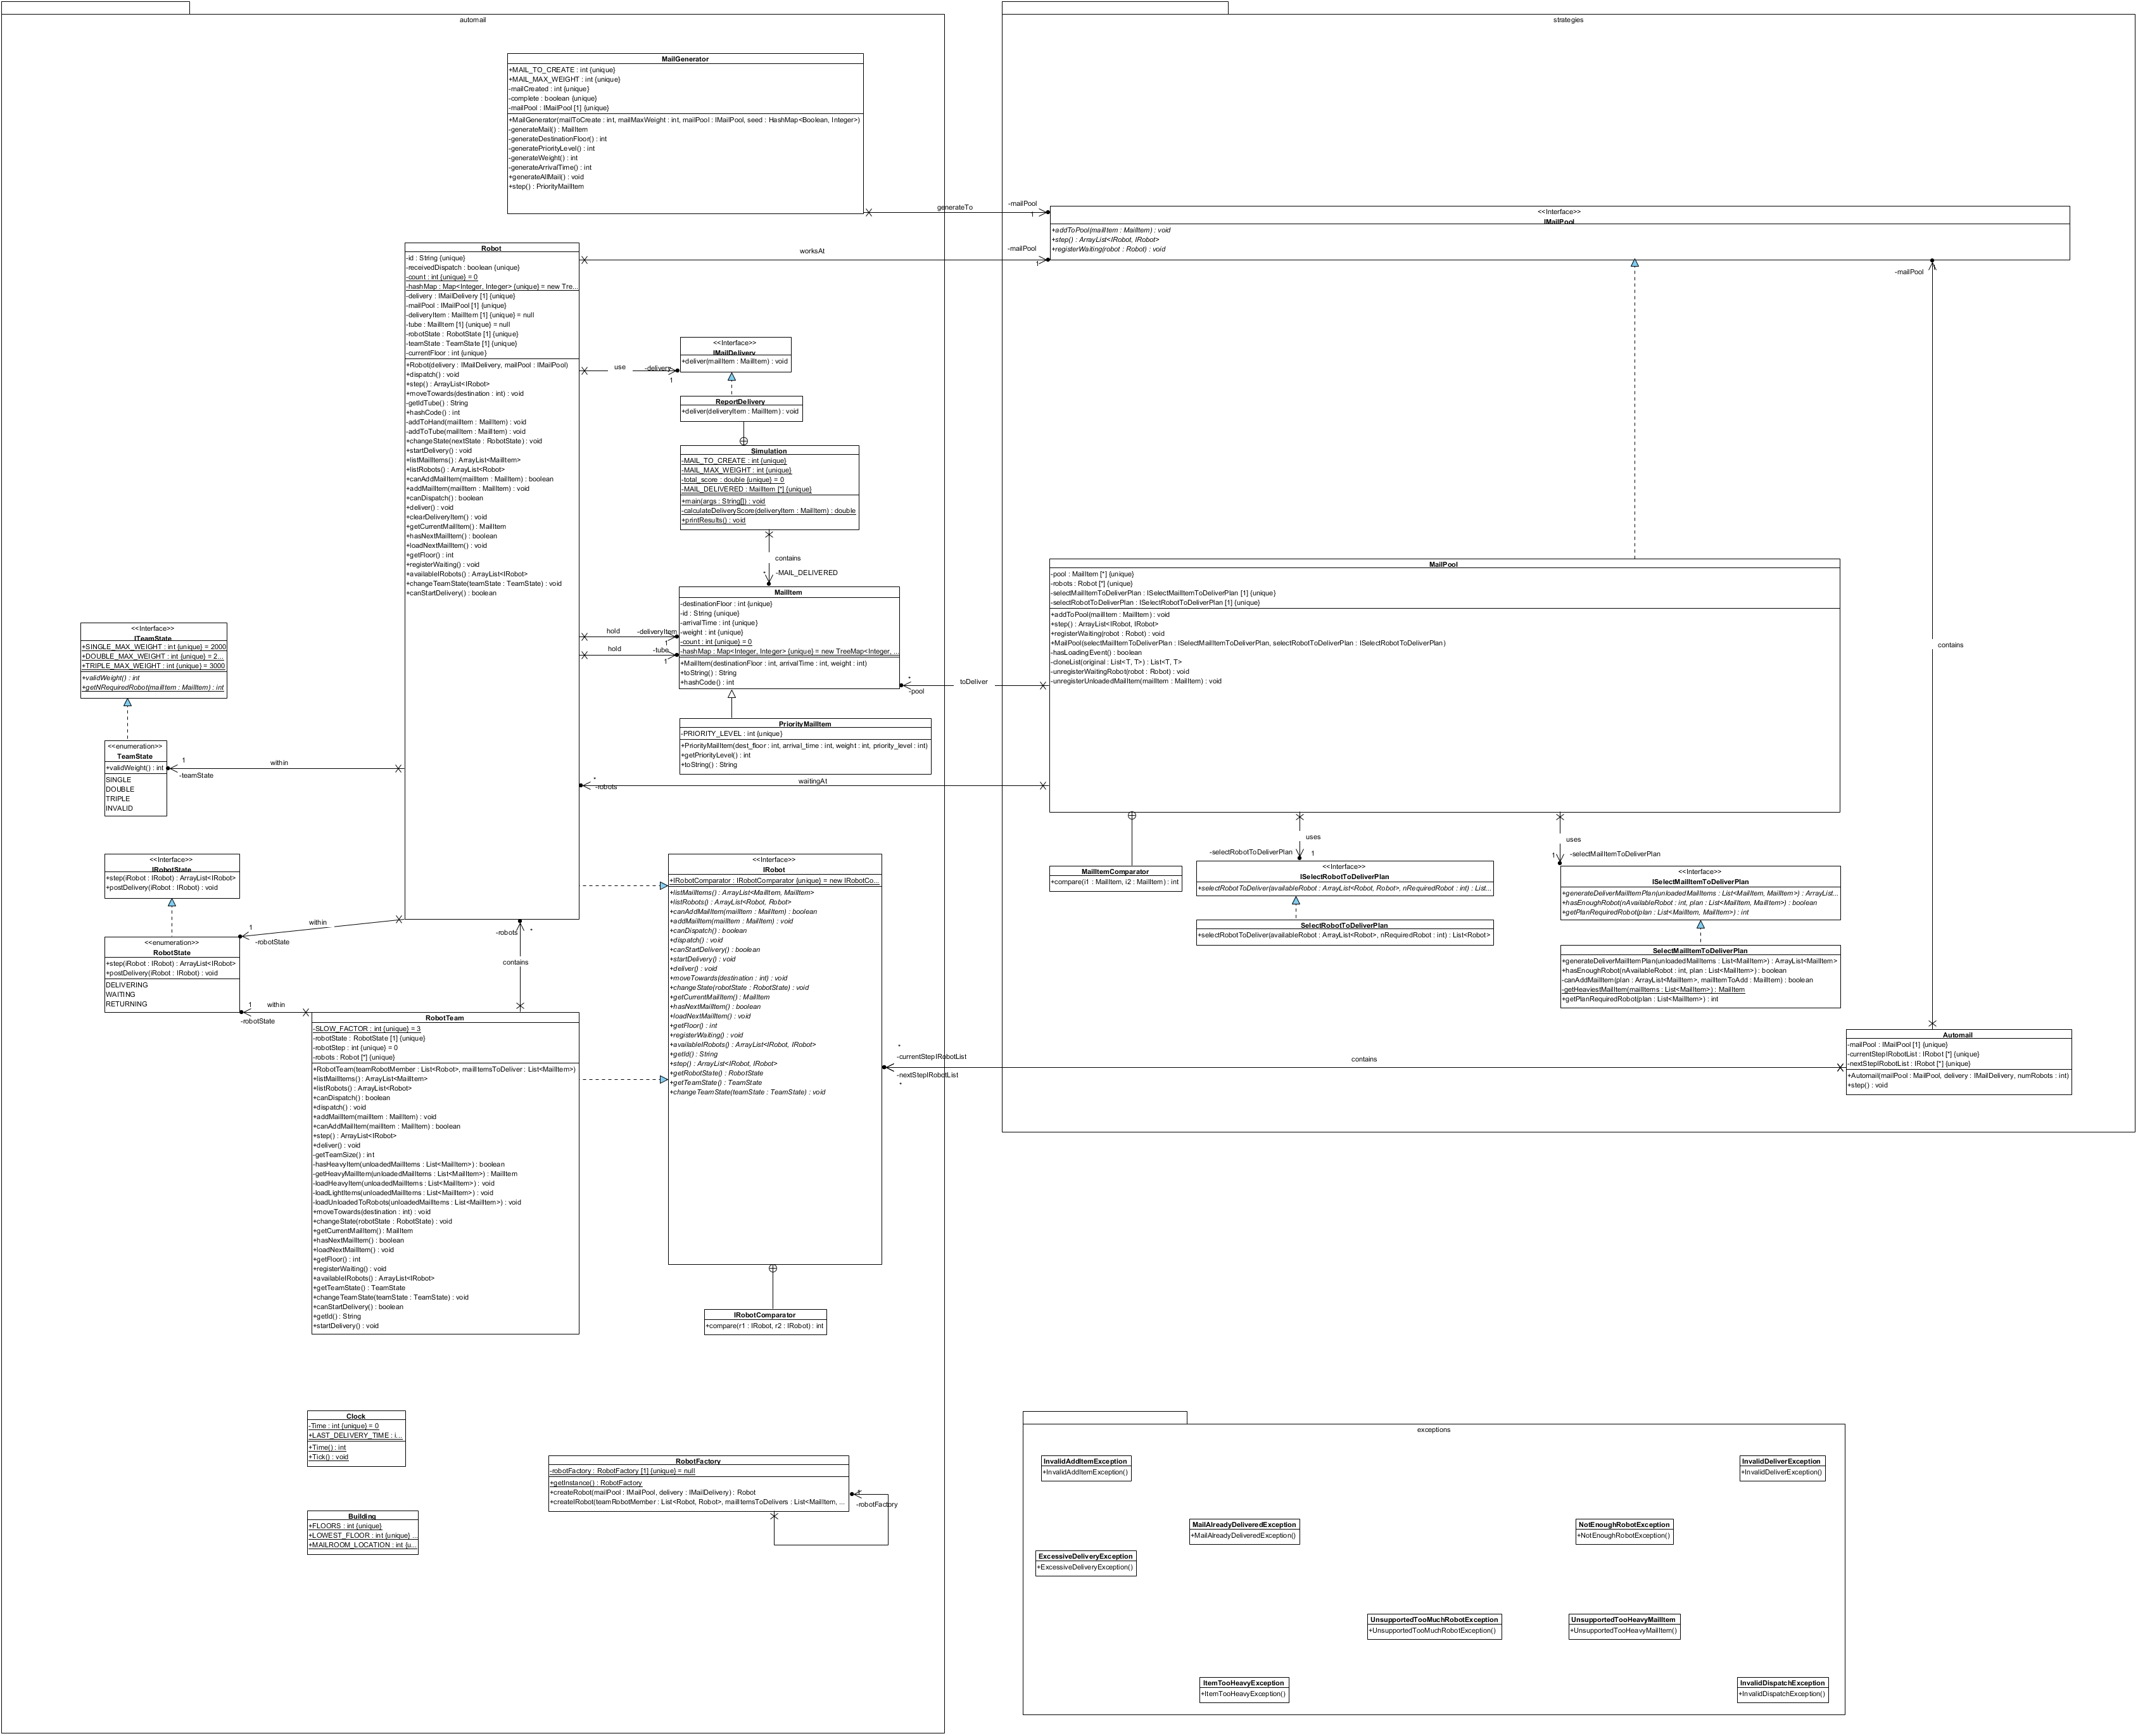 automail
MailGenerator
+MAIL_TO_CREATE : int {unique}
+MAIL_MAX_WEIGHT : int {unique}
-mailCreated : int {unique}
-complete : boolean {unique}
-mailPool : IMailPool [1] {unique}
+MailGenerator(mailToCreate : int, mailMaxWeight : int, mailPool : IMailPool, seed : HashMap<Boolean, Integer>)
-generateMail() : MailItem
-generateDestinationFloor() : int
-generatePriorityLevel() : int
-generateWeight() : int
-generateArrivalTime() : int
+generateAllMail() : void
+step() : PriorityMailItem
generateTo
-mailPool
1
Robot
-id : String {unique}
-receivedDispatch : boolean {unique}
-count : int {unique} = 0
-hashMap : Map<Integer, Integer> {unique} = new Tre...
-delivery : IMailDelivery [1] {unique}
-mailPool : IMailPool [1] {unique}
-deliveryItem : MailItem [1] {unique} = null
-tube : MailItem [1] {unique} = null
-robotState : RobotState [1] {unique}
-teamState : TeamState [1] {unique}
-currentFloor : int {unique}
+Robot(delivery : IMailDelivery, mailPool : IMailPool)
+dispatch() : void
+step() : ArrayList<IRobot>
+moveTowards(destination : int) : void
-getIdTube() : String
+hashCode() : int
-addToHand(mailItem : MailItem) : void
-addToTube(mailItem : MailItem) : void
+changeState(nextState : RobotState) : void
+startDelivery() : void
+listMailItems() : ArrayList<MailItem>
+listRobots() : ArrayList<Robot>
+canAddMailItem(mailItem : MailItem) : boolean
+addMailItem(mailItem : MailItem) : void
+canDispatch() : boolean
+deliver() : void
+clearDeliveryItem() : void
+getCurrentMailItem() : MailItem
+hasNextMailItem() : boolean
+loadNextMailItem() : void
+getFloor() : int
+registerWaiting() : void
+availableIRobots() : ArrayList<IRobot>
+changeTeamState(teamState : TeamState) : void
+canStartDelivery() : boolean
worksAt
-mailPool
1
use
-delivery
1
<<Interface>>
IMailDelivery
+deliver(mailItem : MailItem) : void
ReportDelivery
+deliver(deliveryItem : MailItem) : void
Simulation
-MAIL_TO_CREATE : int {unique}
-MAIL_MAX_WEIGHT : int {unique}
-total_score : double {unique} = 0
-MAIL_DELIVERED : MailItem [*] {unique}
+main(args : String[]) : void
-calculateDeliveryScore(deliveryItem : MailItem) : double
+printResults() : void
contains
*
-MAIL_DELIVERED
MailItem
-destinationFloor : int {unique}
-id : String {unique}
-arrivalTime : int {unique}
-weight : int {unique}
-count : int {unique} = 0
-hashMap : Map<Integer, Integer> {unique} = new TreeMap<Integer, ...
+MailItem(destinationFloor : int, arrivalTime : int, weight : int)
+toString() : String
+hashCode() : int
hold
-deliveryItem
1
hold
-tube
1
PriorityMailItem
-PRIORITY_LEVEL : int {unique}
+PriorityMailItem(dest_floor : int, arrival_time : int, weight : int, priority_level : int)
+getPriorityLevel() : int
+toString() : String
<<Interface>>
ITeamState
+SINGLE_MAX_WEIGHT : int {unique} = 2000
+DOUBLE_MAX_WEIGHT : int {unique} = 2...
+TRIPLE_MAX_WEIGHT : int {unique} = 3000
+validWeight() : int
+getNRequiredRobot(mailItem : MailItem) : int
<<enumeration>>
TeamState
+validWeight() : int
SINGLE
DOUBLE
TRIPLE
INVALID
1
-teamState
within
<<Interface>>
IRobotState
+step(iRobot : IRobot) : ArrayList<IRobot>
+postDelivery(iRobot : IRobot) : void
<<enumeration>>
RobotState
+step(iRobot : IRobot) : ArrayList<IRobot>
+postDelivery(iRobot : IRobot) : void
DELIVERING
WAITING
RETURNING
1
within
-robotState
1
within
-robotState
-robots
*
contains
RobotTeam
-SLOW_FACTOR : int {unique} = 3
-robotState : RobotState [1] {unique}
-robotStep : int {unique} = 0
-robots : Robot [*] {unique}
+RobotTeam(teamRobotMember : List<Robot>, mailItemsToDeliver : List<MailItem>)
+listMailItems() : ArrayList<MailItem>
+listRobots() : ArrayList<Robot>
+canDispatch() : boolean
+dispatch() : void
+addMailItem(mailItem : MailItem) : void
+canAddMailItem(mailItem : MailItem) : boolean
+step() : ArrayList<IRobot>
+deliver() : void
-getTeamSize() : int
-hasHeavyItem(unloadedMailItems : List<MailItem>) : boolean
-getHeavyMailItem(unloadedMailItems : List<MailItem>) : MailItem
-loadHeavyItem(unloadedMailItems : List<MailItem>) : void
-loadLightItems(unloadedMailItems : List<MailItem>) : void
-loadUnloadedToRobots(unloadedMailItems : List<MailItem>) : void
+moveTowards(destination : int) : void
+changeState(robotState : RobotState) : void
+getCurrentMailItem() : MailItem
+hasNextMailItem() : boolean
+loadNextMailItem() : void
+getFloor() : int
+registerWaiting() : void
+availableIRobots() : ArrayList<IRobot>
+getTeamState() : TeamState
+changeTeamState(teamState : TeamState) : void
+canStartDelivery() : boolean
+getId() : String
+startDelivery() : void
<<Interface>>
IRobot
+IRobotComparator : IRobotComparator {unique} = new IRobotCo...
+listMailItems() : ArrayList<MailItem, MailItem>
+listRobots() : ArrayList<Robot, Robot>
+canAddMailItem(mailItem : MailItem) : boolean
+addMailItem(mailItem : MailItem) : void
+canDispatch() : boolean
+dispatch() : void
+canStartDelivery() : boolean
+startDelivery() : void
+deliver() : void
+moveTowards(destination : int) : void
+changeState(robotState : RobotState) : void
+getCurrentMailItem() : MailItem
+hasNextMailItem() : boolean
+loadNextMailItem() : void
+getFloor() : int
+registerWaiting() : void
+availableIRobots() : ArrayList<IRobot, IRobot>
+getId() : String
+step() : ArrayList<IRobot, IRobot>
+getRobotState() : RobotState
+getTeamState() : TeamState
+changeTeamState(teamState : TeamState) : void
IRobotComparator
+compare(r1 : IRobot, r2 : IRobot) : int
Clock
-Time : int {unique} = 0
+LAST_DELIVERY_TIME : i...
+Time() : int
+Tick() : void
Building
+FLOORS : int {unique}
+LOWEST_FLOOR : int {unique} ...
+MAILROOM_LOCATION : int {u...
RobotFactory
-robotFactory : RobotFactory [1] {unique} = null
+getInstance() : RobotFactory
+createRobot(mailPool : IMailPool, delivery : IMailDelivery) : Robot
+createIRobot(teamRobotMember : List<Robot, Robot>, mailItemsToDelivers : List<MailItem, ...
-robotFactory
strategies
<<Interface>>
IMailPool
+addToPool(mailItem : MailItem) : void
+step() : ArrayList<IRobot, IRobot>
+registerWaiting(robot : Robot) : void
-mailPool
contains
MailPool
-pool : MailItem [*] {unique}
-robots : Robot [*] {unique}
-selectMailItemToDeliverPlan : ISelectMailItemToDeliverPlan [1] {unique}
-selectRobotToDeliverPlan : ISelectRobotToDeliverPlan [1] {unique}
+addToPool(mailItem : MailItem) : void
+step() : ArrayList<IRobot, IRobot>
+registerWaiting(robot : Robot) : void
+MailPool(selectMailItemToDeliverPlan : ISelectMailItemToDeliverPlan, selectRobotToDeliverPlan : ISelectRobotToDeliverPlan)
-hasLoadingEvent() : boolean
-cloneList(original : List<T, T>) : List<T, T>
-unregisterWaitingRobot(robot : Robot) : void
-unregisterUnloadedMailItem(mailItem : MailItem) : void
*
-pool
toDeliver
*
-robots
waitingAt
MailItemComparator
+compare(i1 : MailItem, i2 : MailItem) : int
uses
-selectRobotToDeliverPlan
1
<<Interface>>
ISelectRobotToDeliverPlan
+selectRobotToDeliver(availableRobot : ArrayList<Robot, Robot>, nRequiredRobot : int) : List...
SelectRobotToDeliverPlan
+selectRobotToDeliver(availableRobot : ArrayList<Robot>, nRequiredRobot : int) : List<Robot>
uses
1
-selectMailItemToDeliverPlan
<<Interface>>
ISelectMailItemToDeliverPlan
+generateDeliverMailItemPlan(unloadedMailItems : List<MailItem, MailItem>) : ArrayList...
+hasEnoughRobot(nAvailableRobot : int, plan : List<MailItem, MailItem>) : boolean
+getPlanRequiredRobot(plan : List<MailItem, MailItem>) : int
SelectMailItemToDeliverPlan
+generateDeliverMailItemPlan(unloadedMailItems : List<MailItem>) : ArrayList<MailItem>
+hasEnoughRobot(nAvailableRobot : int, plan : List<MailItem>) : boolean
-canAddMailItem(plan : ArrayList<MailItem>, mailItemToAdd : MailItem) : boolean
-getHeaviestMailItem(mailItems : List<MailItem>) : MailItem
+getPlanRequiredRobot(plan : List<MailItem>) : int
Automail
-mailPool : IMailPool [1] {unique}
-currentStepIRobotList : IRobot [*] {unique}
-nextStepIRobotList : IRobot [*] {unique}
+Automail(mailPool : MailPool, delivery : IMailDelivery, numRobots : int)
+step() : void
*
-currentStepIRobotList
contains
-nextStepIRobotList
*
exceptions
InvalidAddItemException
+InvalidAddItemException()
InvalidDeliverException
+InvalidDeliverException()
MailAlreadyDeliveredException
+MailAlreadyDeliveredException()
NotEnoughRobotException
+NotEnoughRobotException()
ExcessiveDeliveryException
+ExcessiveDeliveryException()
UnsupportedTooMuchRobotException
+UnsupportedTooMuchRobotException()
UnsupportedTooHeavyMailItem
+UnsupportedTooHeavyMailItem()
ItemTooHeavyException
+ItemTooHeavyException()
InvalidDispatchException
+InvalidDispatchException()